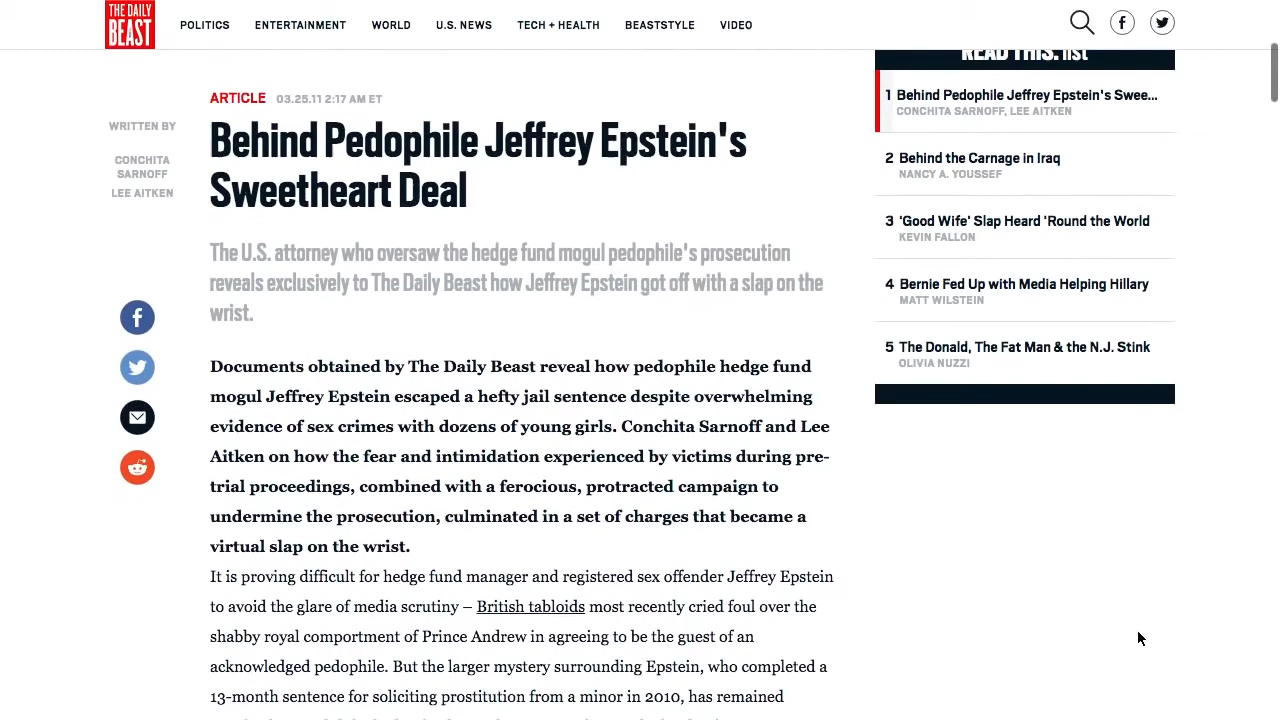 THE DAILY
BEAST
POLITICS
ENTERTAINMENT
WORLD
U.S. NEWS
TECH + HEALTH
BEASTSTYLE
VIDEO
ARTICLE 03.25.11 2:17 AM ET
WRITTEN BY
CONCHITA
SARNOFF
LEE AITKEN
Behind Pedophile Jeffrey Epstein's
Sweetheart Deal
The U.S. attorney who oversaw the hedge fund mogul pedophile's prosecution
reveals exclusively to The Daily Beast how Jeffrey Epstein got off with a slap on the
wrist.
Documents obtained by The Daily Beast reveal how pedophile hedge fund
mogul Jeffrey Epstein escaped a hefty jail sentence despite overwhelming
evidence of sex crimes with dozens of young girls. Conchita Sarnoff and Lee
Aitken on how the fear and intimidation experienced by victims during pre-
trial proceedings, combined with a ferocious, protracted campaign to
undermine the prosecution, culminated in a set of charges that became a
virtual slap on the wrist.
It is proving difficult for hedge fund manager and registered sex offender Jeffrey Epstein
to avoid the glare of media scrutiny – British tabloids most recently cried foul over the
shabby royal comportment of Prince Andrew in agreeing to be the guest of an
acknowledged pedophile. But the larger mystery surrounding Epstein, who completed a
13-month sentence for soliciting prostitution from a minor in 2010, has remained
READ THIS. list
1 Behind Pedophile Jeffrey Epstein's Swee...
CONCHITA SARNOFF, LEE AITKEN
2 Behind the Carnage in Iraq
NANCY A. YOUSSEF
3 'Good Wife' Slap Heard 'Round the World
KEVIN FALLON
4 Bernie Fed Up with Media Helping Hillary
MATT WILSTEIN
5 The Donald, The Fat Man & the N.J. Stink
OLIVIA NUZZI